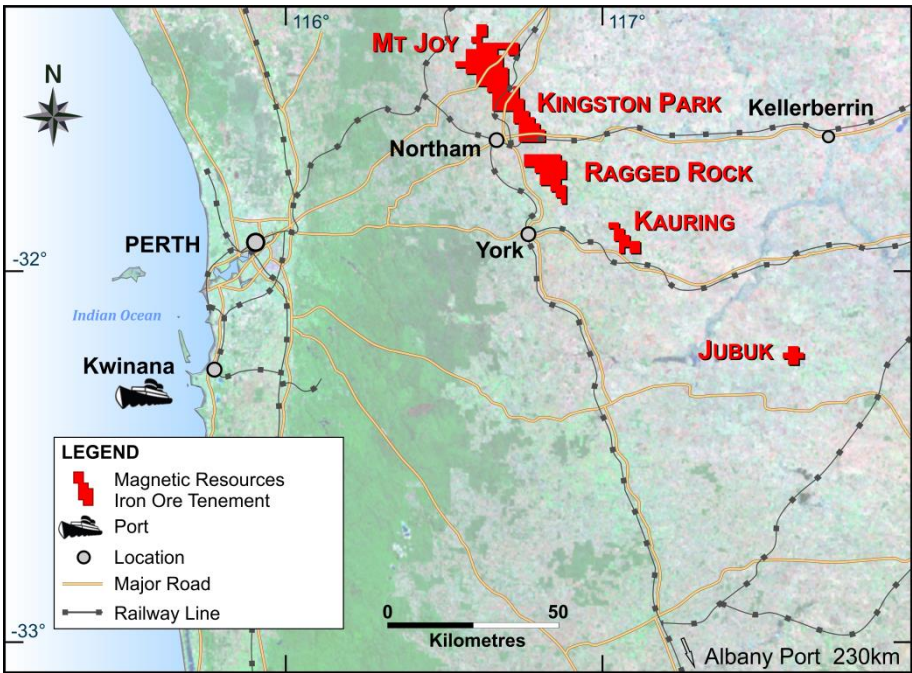 116°
117°
MT JOY
N
KINGSTON PARK
Kellerberrin
Northam
RAGGED ROCK
KAURING
PERTH
York
-32°
Indian Ocean
JUBUK
Kwinana
LEGEND
Magnetic Resources
Iron Ore Tenement
Port
Location
Major Road
Railway Line
0 50
Kilometres
-33°
Albany Port 230km